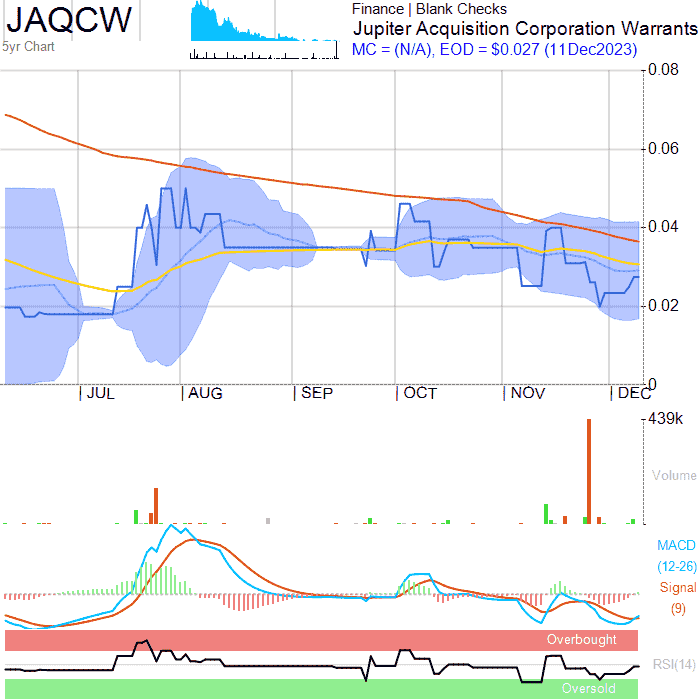 JAQCW
5yr Chart
Finance | Blank Checks
Jupiter Acquisition Corporation Warrants
MC = (N/A), EOD = $0.027 (11Dec2023)
0.08
0.06
0.04
0.02
0
JUL AUG SEP OCT NOV DEC
439k
Volume
MACD
(12-26)
Signal
(9)
Overbought
RSI(14)
Oversold